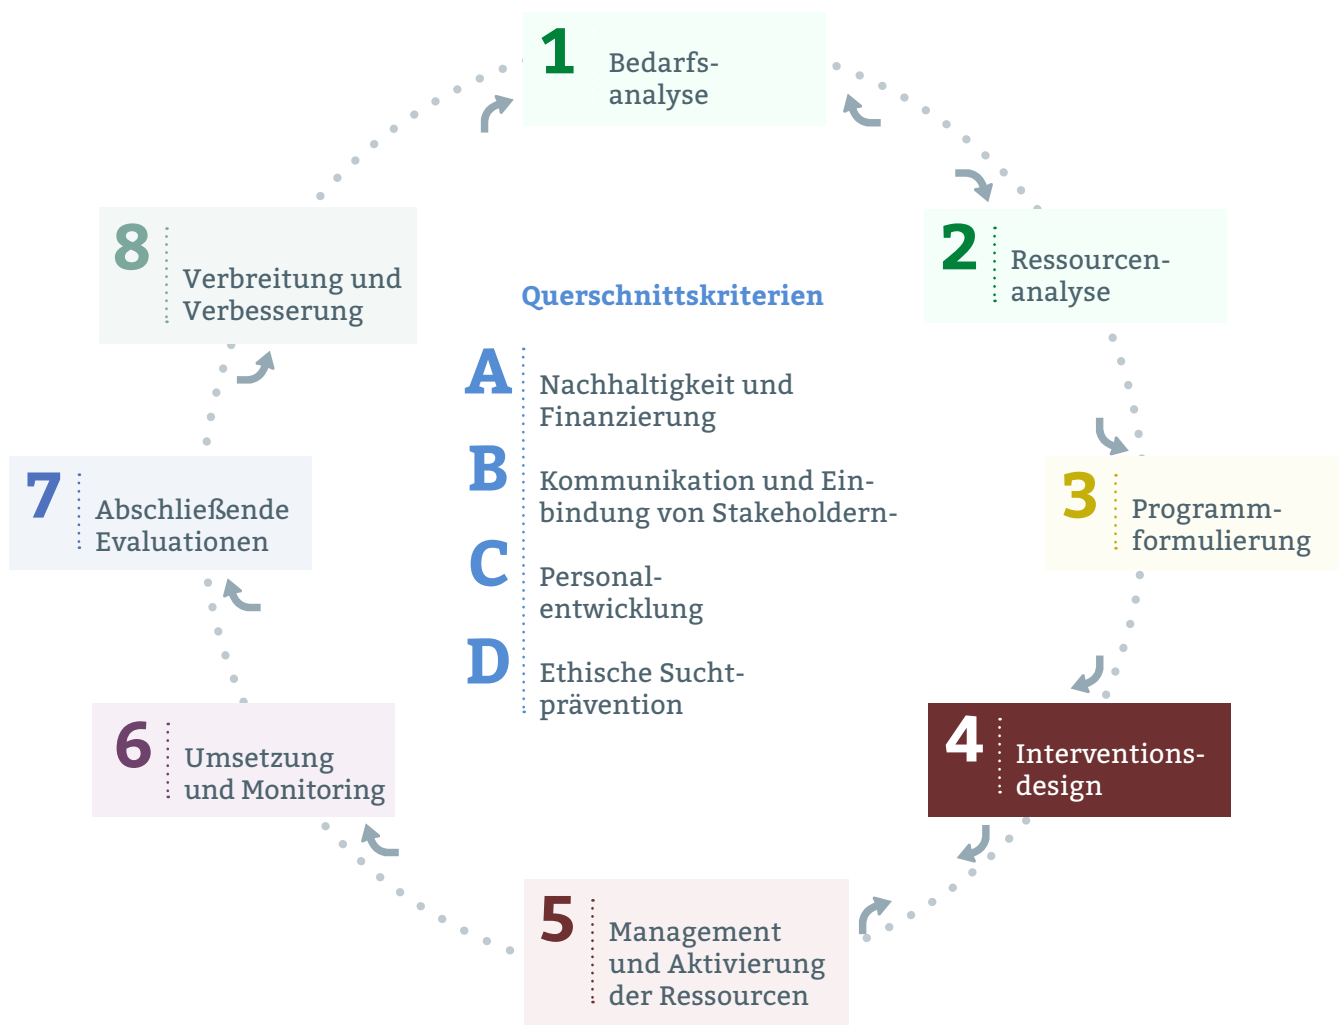 1
Bedarfs-
analyse
2
Ressourcen-
analyse
3
Programm-
formulierung
4
Interventions-
design
5
Management
und Aktivierung
der Ressourcen
6
Umsetzung
und Monitoring
7
Abschließende
Evaluationen
8
Verbreitung und
Verbesserung
Querschnittskriterien
A
Nachhaltigkeit und
Finanzierung
B
Kommunikation und Ein-
bindung von Stakeholdern-
C
Personal-
entwicklung
D
Ethische Sucht-
prävention